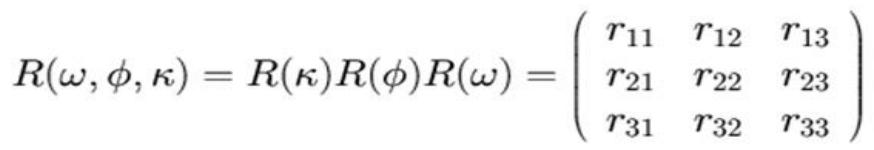 R(ω, ϕ, κ) = R(κ)R(ϕ)R(ω) = ( r₁₁ r₁₂ r₁₃
r₂₁ r₂₂ r₂₃
r₃₁ r₃₂ r₃₃ )